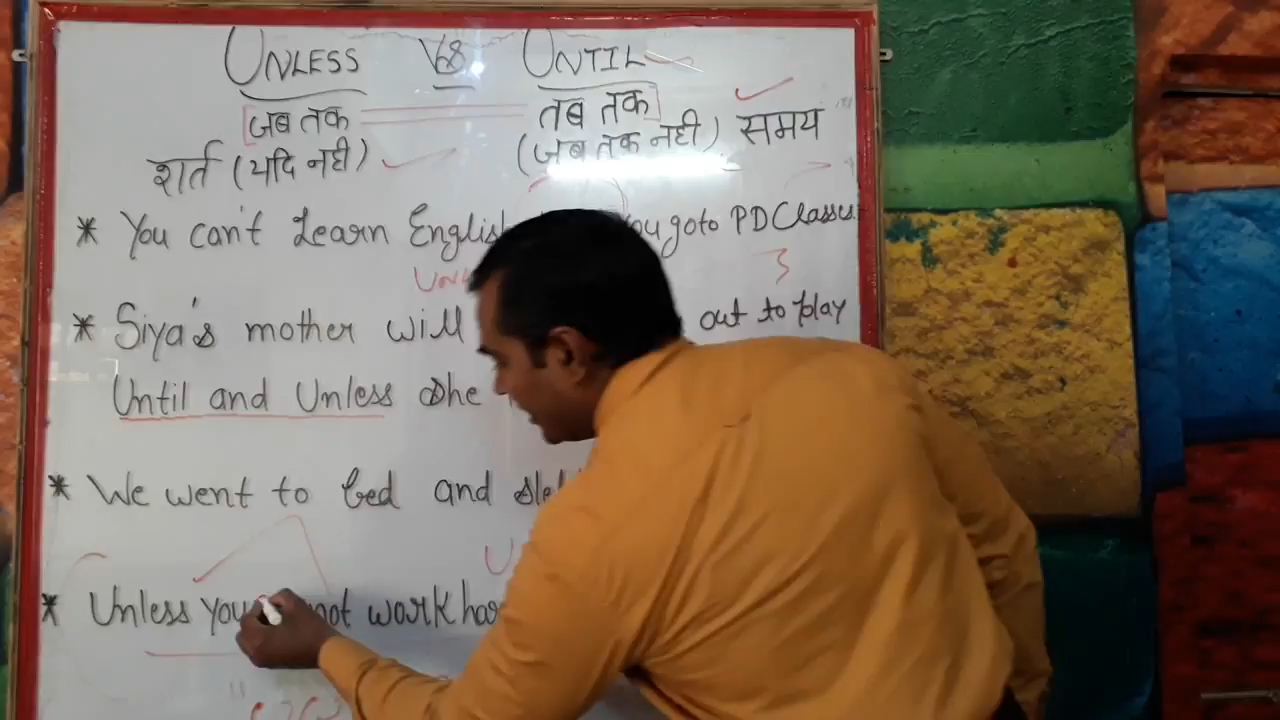 UNLESS VS UNTIL
जब तक तब तक
शर्त (यदि नही) (जब तक नही) समय
* You can't Learn English you go to PD Classes.
3
* Siya's mother will out to play
Until and Unless she
* We went to bed and
* Unless you not work